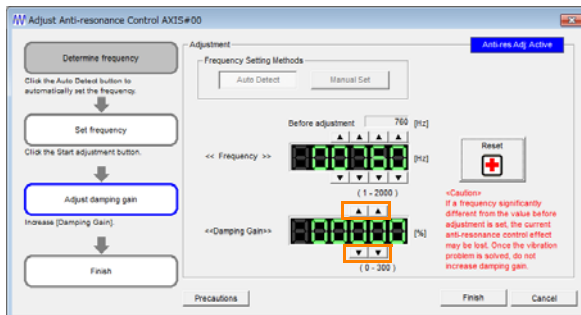 Adjust Anti-resonance Control AXIS#00
Determine frequency
Click the Auto Detect button to
automatically set the frequency.
Set frequency
Click the Start adjustment button.
Adjust damping gain
Increase [Damping Gain].
Finish
Adjustment
Anti-res Adj Active
Frequency Setting Methods
Auto Detect
Manual Set
Before adjustment 760 [Hz]
<< Frequency >> 00760 [Hz]
(1 - 2000)
<<Damping Gain>> 00000 [%]
(0 - 300)
Reset
<Caution>
If a frequency significantly
different from the value before
adjustment is set, the current
anti-resonance control effect
may be lost. Once the vibration
problem is solved, do not
increase damping gain.
Precautions
Finish
Cancel